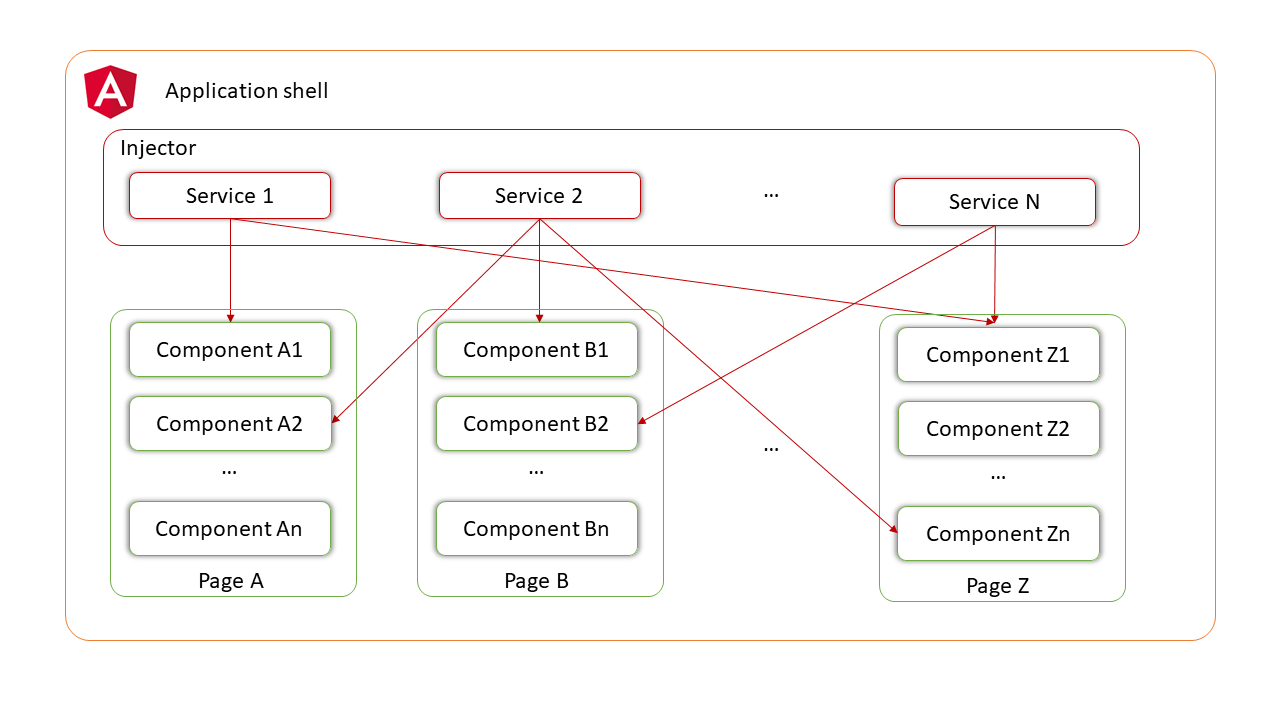 Application shell
Injector
Service 1
Service 2
...
Service N
Component A1
Component A2
...
Component An
Page A
Component B1
Component B2
...
Component Bn
Page B
...
Component Z1
Component Z2
...
Component Zn
Page Z